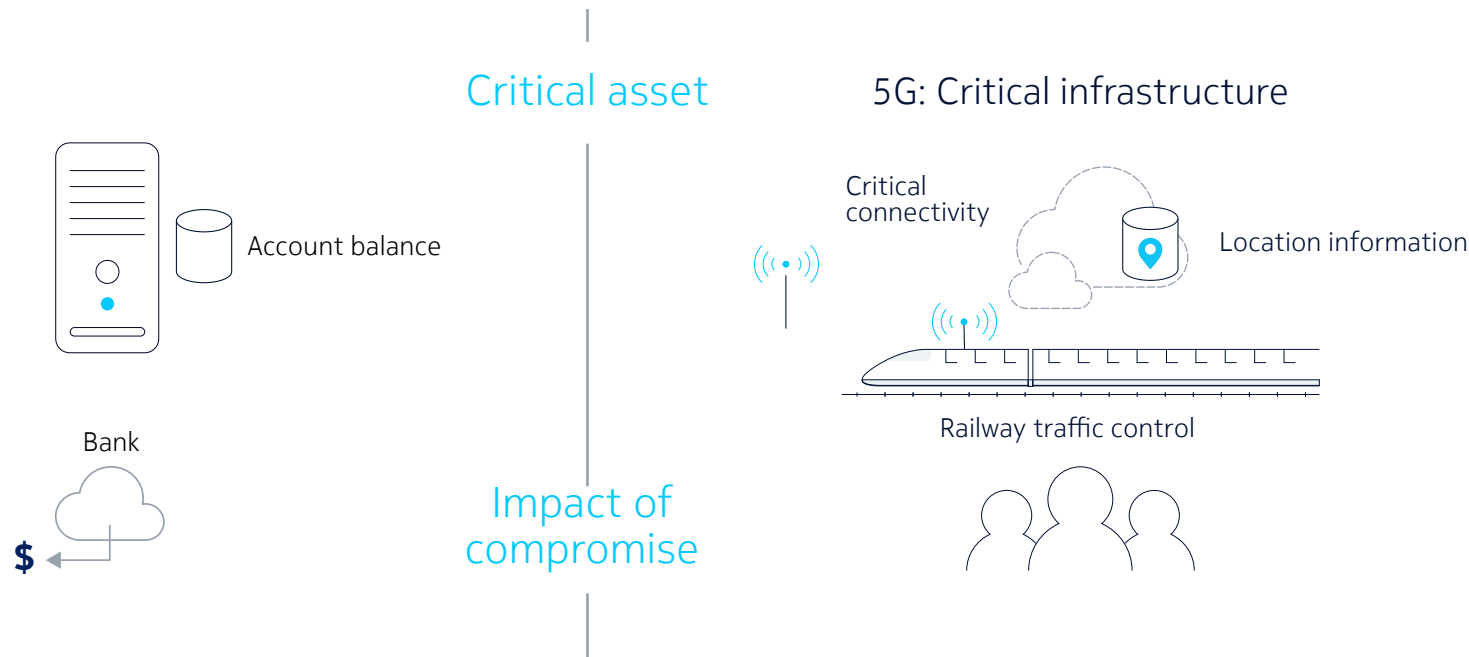 Critical asset
5G: Critical infrastructure
Account balance
Critical
connectivity
Location information
Railway traffic control
Bank
$
Impact of
compromise